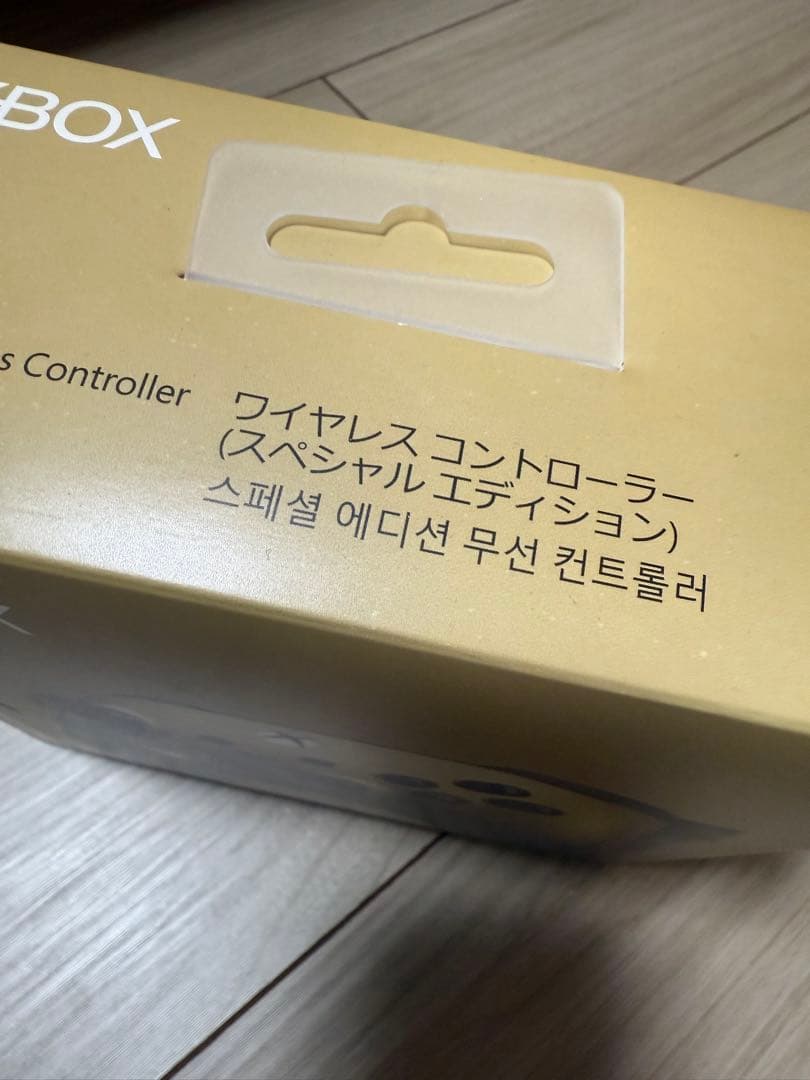 XBOX
s Controller
ワイヤレス コントローラー
(スペシャル エディション)
스페셜 에디션 무선 컨트롤러